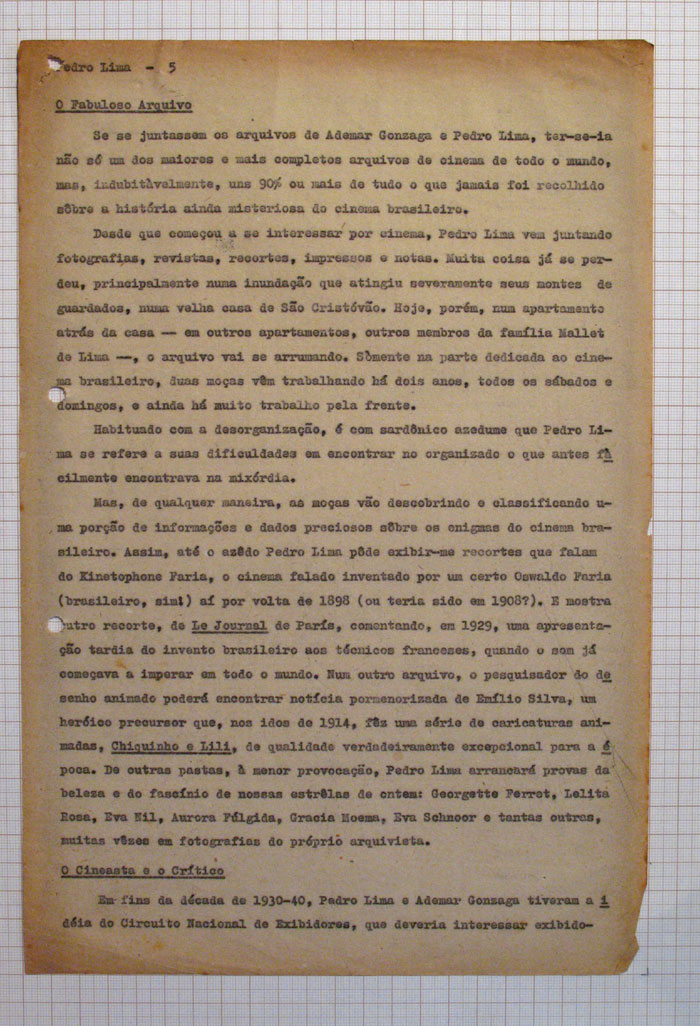 Pedro Lima - 5
O Fabuloso Arquivo
Se se juntassem os arquivos de Ademar Gonzaga e Pedro Lima, ter-se-ia
não só um dos maiores e mais completos arquivos de cinema de todo o mundo,
mas, indubitàvelmente, uns 90% ou mais de tudo o que jamais foi recolhido
sôbre a história ainda misteriosa do cinema brasileiro.
Desde que começou a se interessar por cinema, Pedro Lima vem juntando
fotografias, revistas, recortes, impressos e notas. Muita coisa já se per-
deu, principalmente numa inundação que atingiu severamente seus montes de
guardados, numa velha casa de São Cristóvão. Hoje, porém, num apartamento
atrás da casa — em outros apartamentos, outros membros da família Mallet
de Lima —, o arquivo vai se arrumando. Sòmente na parte dedicada ao cine-
ma brasileiro, duas moças vêm trabalhando há dois anos, todos os sábados e
domingos, e ainda há muito trabalho pela frente.
Habituado com a desorganização, é com sardônico azedume que Pedro Li-
ma se refere a suas dificuldades em encontrar no organizado o que antes fà
cilmente encontrava na mixórdia.
Mas, de qualquer maneira, as moças vão descobrindo e classificando u-
ma porção de informações e dados preciosos sôbre os enigmas do cinema bra-
sileiro. Assim, até o azêdo Pedro Lima pôde exibir-me recortes que falam
do Kinetophone Faria, o cinema falado inventado por um certo Oswaldo Faria
(brasileiro, sim!) aí por volta de 1898 (ou teria sido em 1908?). E mostra
outro recorte, de Le Journal de París, comentando, em 1929, uma apresenta-
ção tardia do invento brasileiro aos técnicos franceses, quando o som já
começava a imperar em todo o mundo. Num outro arquivo, o pesquisador do de
senho animado poderá encontrar notícia pormenorizada de Emílio Silva, um
heróico precursor que, nos idos de 1914, fêz uma série de caricaturas ani-
madas, Chiquinho e Lili, de qualidade verdadeiramente excepcional para a é
poca. De outras pastas, à menor provocação, Pedro Lima arrancará provas da
beleza e do fascínio de nossas estrêlas de ontem: Georgette Ferret, Lelita
Rosa, Eva Nil, Aurora Fúlgida, Gracia Moema, Eva Schnoor e tantas outras,
muitas vêzes em fotografias do próprio arquivista.
O Cineasta e o Crítico
Em fins da década de 1930-40, Pedro Lima e Ademar Gonzaga tiveram a i
déia do Circuito Nacional de Exibidores, que deveria interessar exibido-